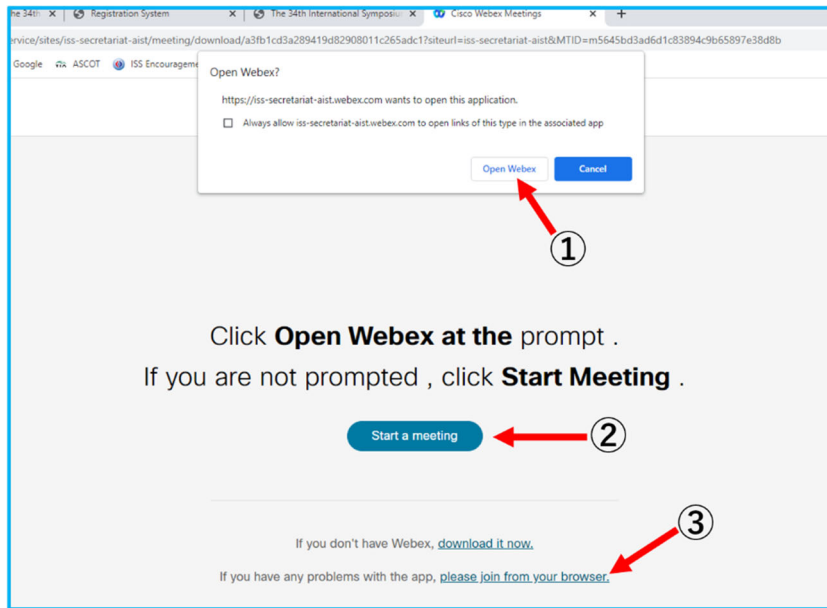 he 34th × Registration System × The 34th International Symposiu × Cisco Webex Meetings × +
ervice/sites/iss-secretariat-aist/meeting/download/a3fb1cd3a289419d82908011c265adc1?siteurl=iss-secretariat-aist&MTID=m5645bd3ad6d1c83894c9b65897e38d8b
Google ASCOT ISS Encourageme
Open Webex?
https://iss-secretariat-aist.webex.com wants to open this application.
Always allow iss-secretariat-aist.webex.com to open links of this type in the associated app
Open Webex Cancel
①
Click Open Webex at the prompt .
If you are not prompted , click Start Meeting .
Start a meeting ②
③
If you don't have Webex, download it now.
If you have any problems with the app, please join from your browser.